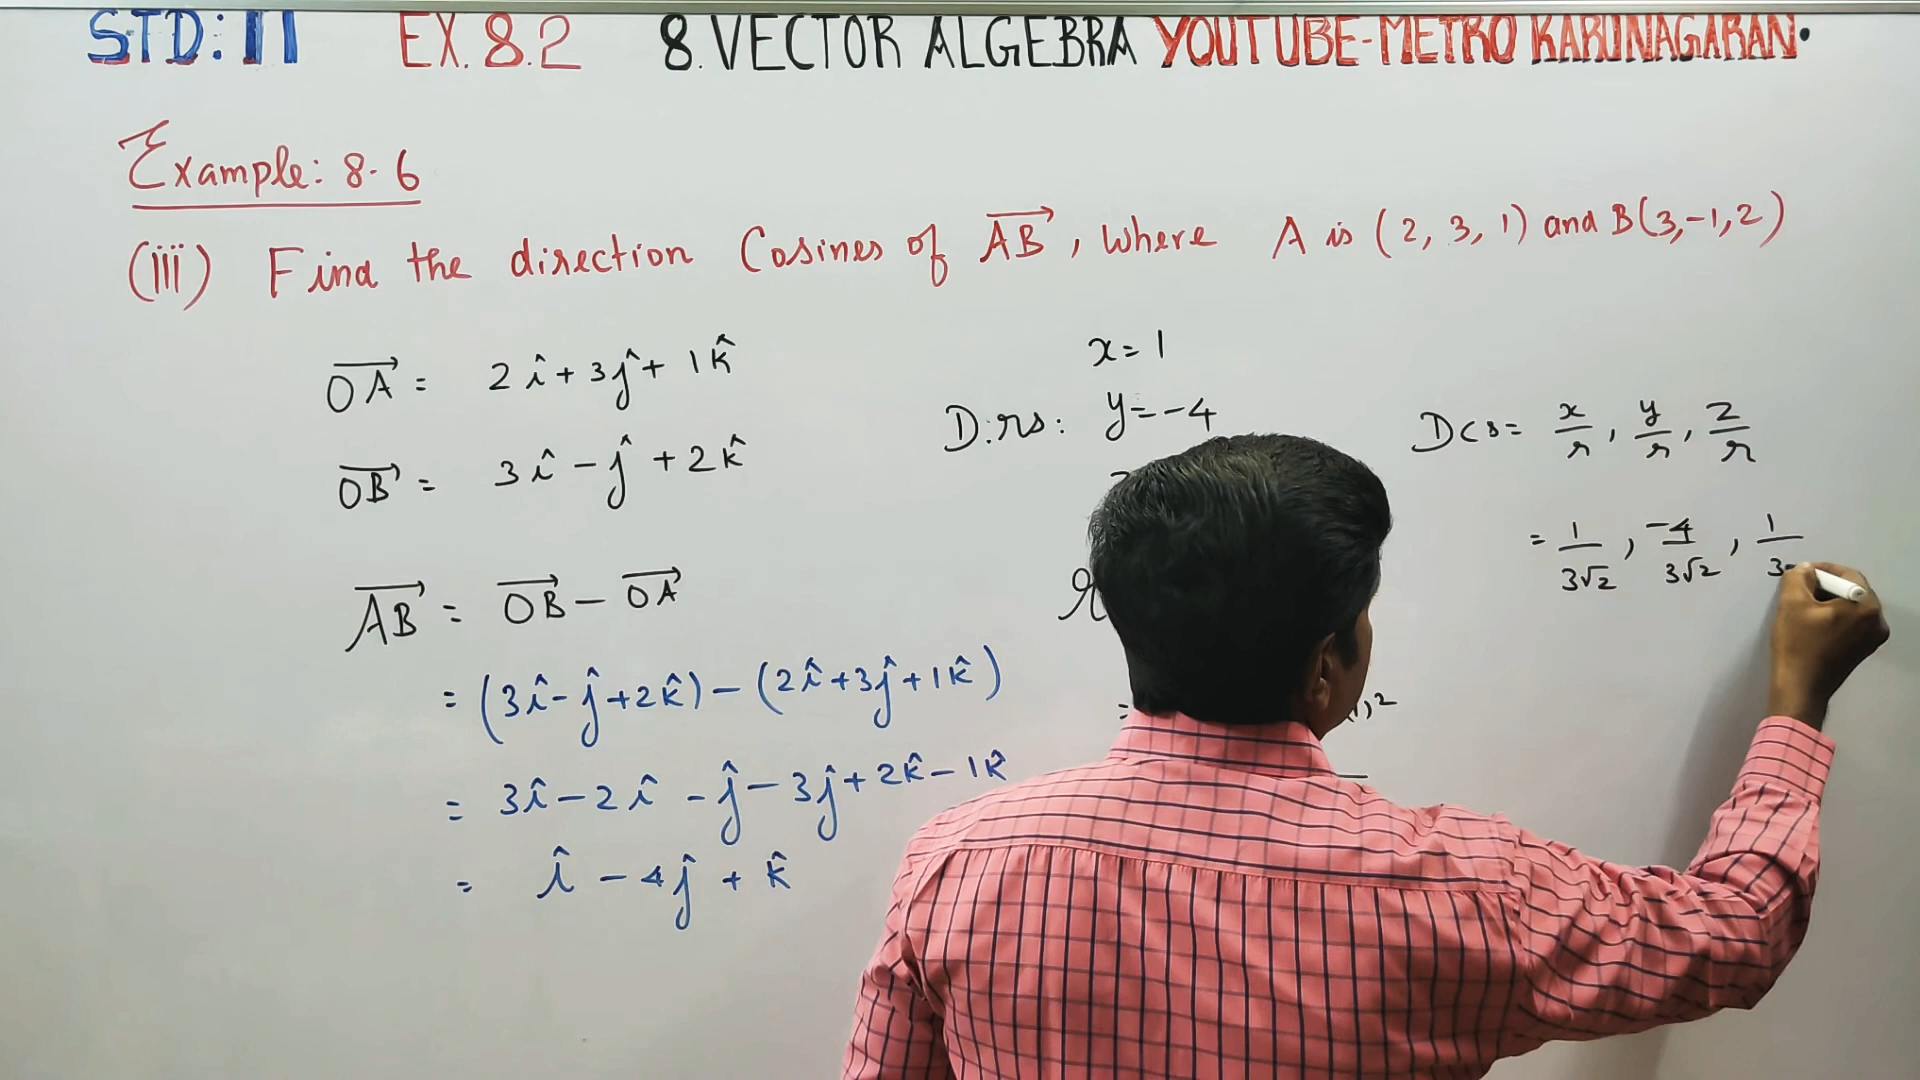 STD: 11 EX. 8.2 8. VECTOR ALGEBRA YOUTUBE-METRO KARUNAGARAN.
Example: 8.6
(iii) Find the direction Cosines of AB⃗, where A is (2, 3, 1) and B(3,-1,2)
OA⃗ = 2î + 3ĵ + 1k̂
OB⃗ = 3î - ĵ + 2k̂
AB⃗ = OB⃗ - OA⃗
= (3î - ĵ + 2k̂) - (2î + 3ĵ + 1k̂)
= 3î - 2î - ĵ - 3ĵ + 2k̂ - 1k̂
= î - 4ĵ + k̂
x = 1
D.rs: y = -4
r
=
Dcs = x/r, y/r, z/r
= 1/3√2, -4/3√2, 1/3